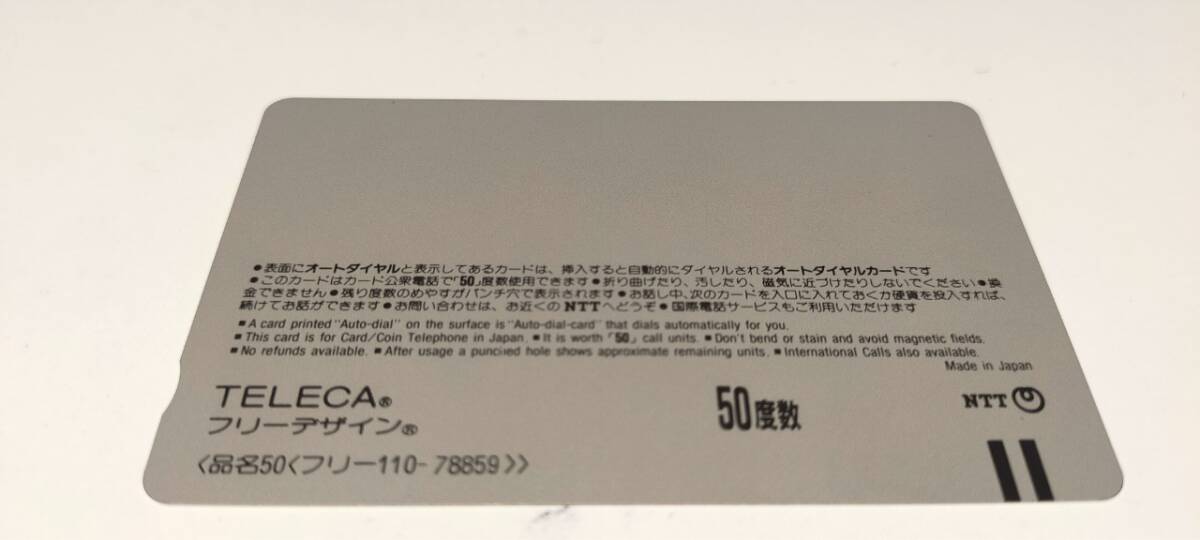 ●表面にオートダイヤルと表示してあるカードは、挿入すると自動的にダイヤルされるオートダイヤルカードです
●このカードはカード公衆電話で「50」度数使用できます●折り曲げたり、汚したり、磁気に近づけたりしないでください●換
金できません●残り度数のめやすがパンチ穴で表示されます●お話し中、次のカードを入口に入れておくか硬貨を投入すれば、
続けてお話ができます●お問い合わせは、お近くのNTTへどうぞ●国際電話サービスもご利用いただけます
■A card printed "Auto-dial" on the surface is "Auto-dial-card" that dials automatically for you.
■This card is for Card/Coin Telephone in Japan. ■It is worth「50」call units. ■Don't bend or stain and avoid magnetic fields.
■No refunds available. ■After usage a punched hole shows approximate remaining units. ■International Calls also available.
Made in Japan
TELECA®
フリーデザイン®
50度数
NTT
〈品名50〈フリー110-78859〉〉